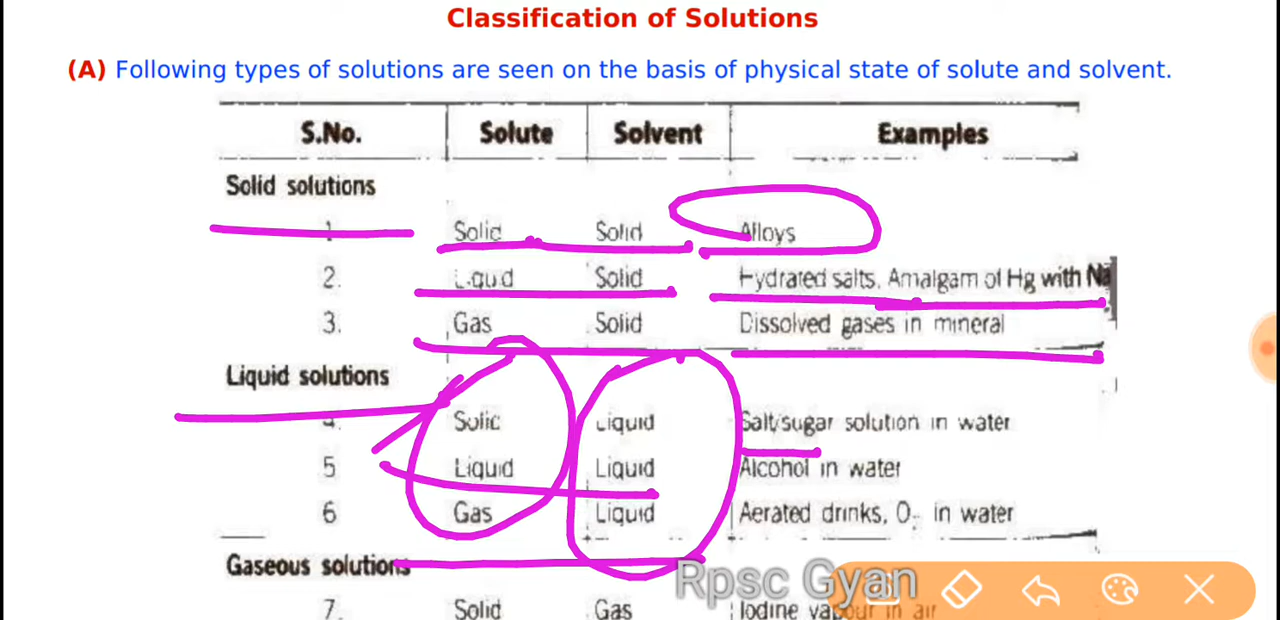 Classification of Solutions
(A) Following types of solutions are seen on the basis of physical state of solute and solvent.
S.No. Solute Solvent Examples
Solid solutions
1 Solid Solid Alloys
2. Liquid Solid Hydrated salts, Amalgam of Hg with Na
3. Gas Solid Dissolved gases in mineral
Liquid solutions
4. Solid Liquid Salt/sugar solution in water
5 Liquid Liquid Alcohol in water
6 Gas Liquid Aerated drinks, O₂ in water
Gaseous solutions
Rpsc Gyan
7. Solid Gas Iodine vapour in air